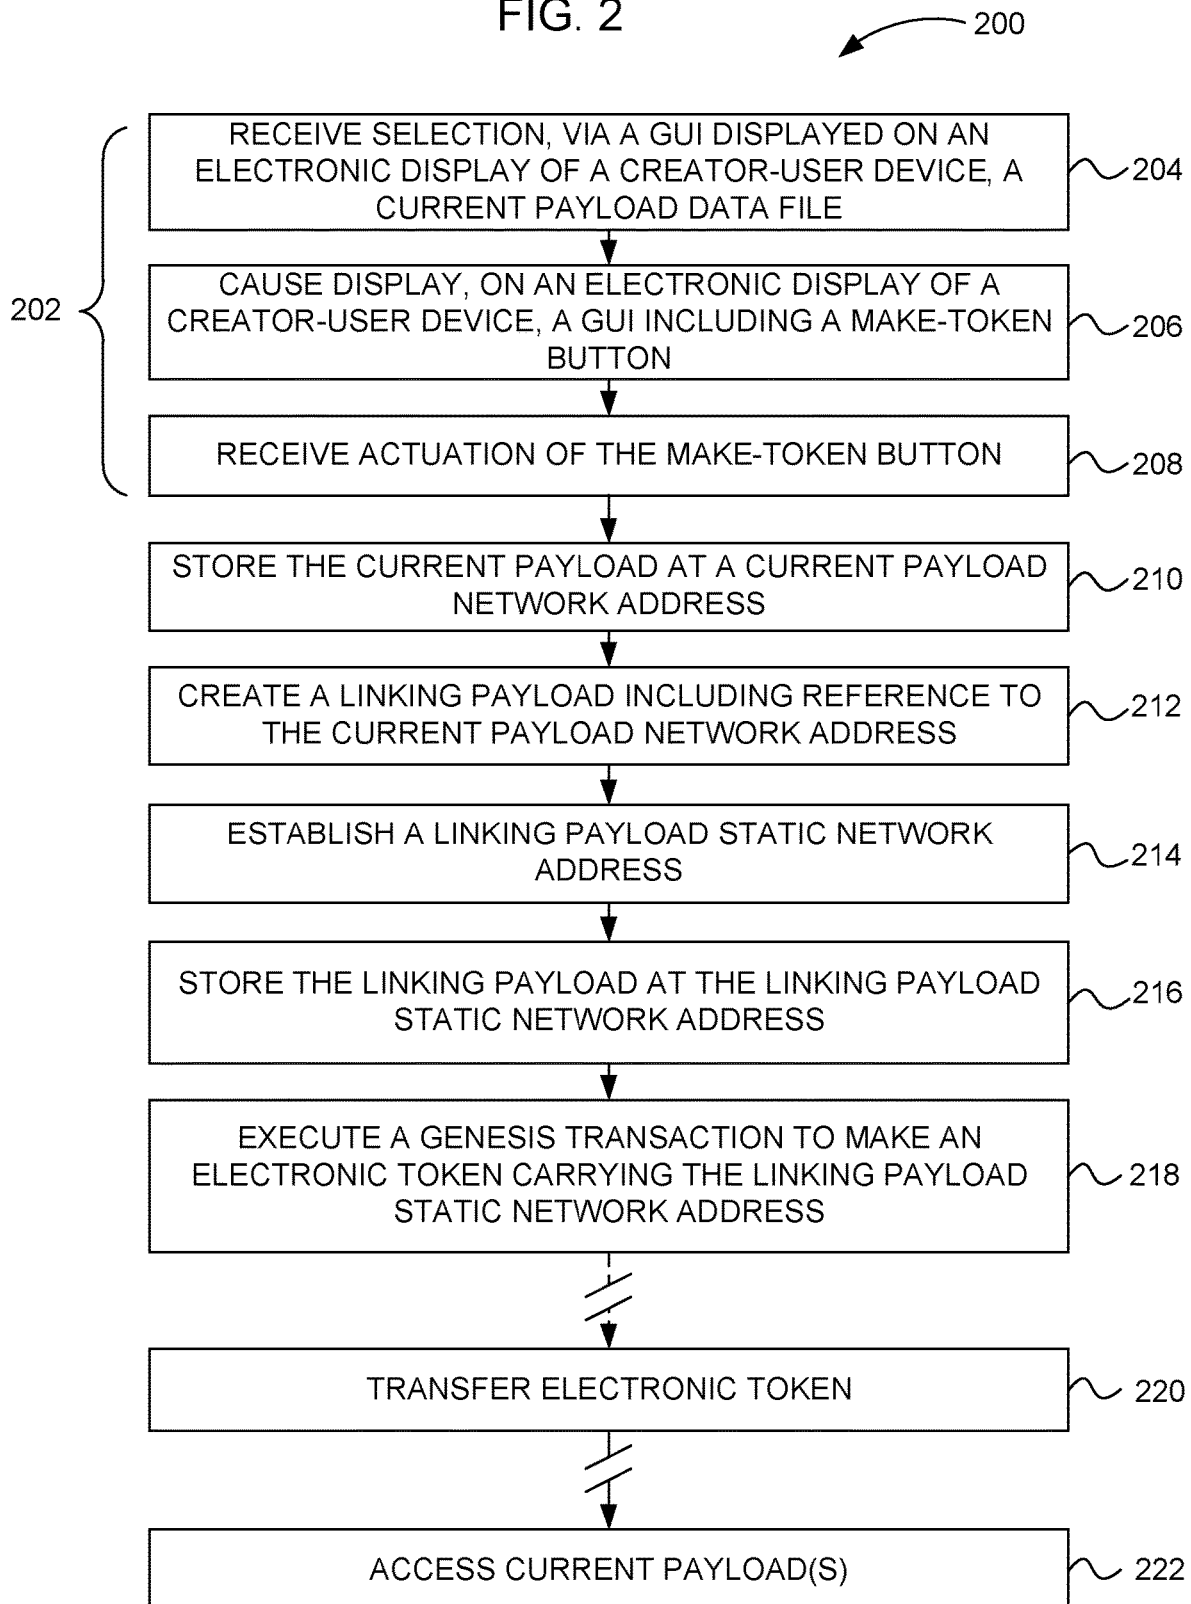 FIG. 2
200
202
RECEIVE SELECTION, VIA A GUI DISPLAYED ON AN
ELECTRONIC DISPLAY OF A CREATOR-USER DEVICE, A
CURRENT PAYLOAD DATA FILE
204
CAUSE DISPLAY, ON AN ELECTRONIC DISPLAY OF A
CREATOR-USER DEVICE, A GUI INCLUDING A MAKE-TOKEN
BUTTON
206
RECEIVE ACTUATION OF THE MAKE-TOKEN BUTTON
208
STORE THE CURRENT PAYLOAD AT A CURRENT PAYLOAD
NETWORK ADDRESS
210
CREATE A LINKING PAYLOAD INCLUDING REFERENCE TO
THE CURRENT PAYLOAD NETWORK ADDRESS
212
ESTABLISH A LINKING PAYLOAD STATIC NETWORK
ADDRESS
214
STORE THE LINKING PAYLOAD AT THE LINKING PAYLOAD
STATIC NETWORK ADDRESS
216
EXECUTE A GENESIS TRANSACTION TO MAKE AN
ELECTRONIC TOKEN CARRYING THE LINKING PAYLOAD
STATIC NETWORK ADDRESS
218
TRANSFER ELECTRONIC TOKEN
220
ACCESS CURRENT PAYLOAD(S)
222